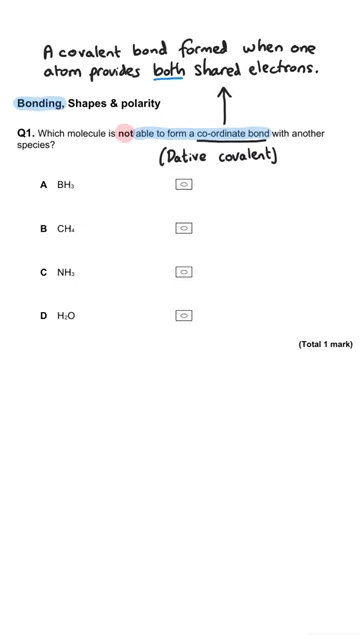 A covalent bond formed when one
atom provides both shared electrons.
Bonding, Shapes & polarity
Q1. Which molecule is not able to form a co-ordinate bond with another
species?
(Dative covalent)
A BH₃
B CH₄
C NH₃
D H₂O
(Total 1 mark)